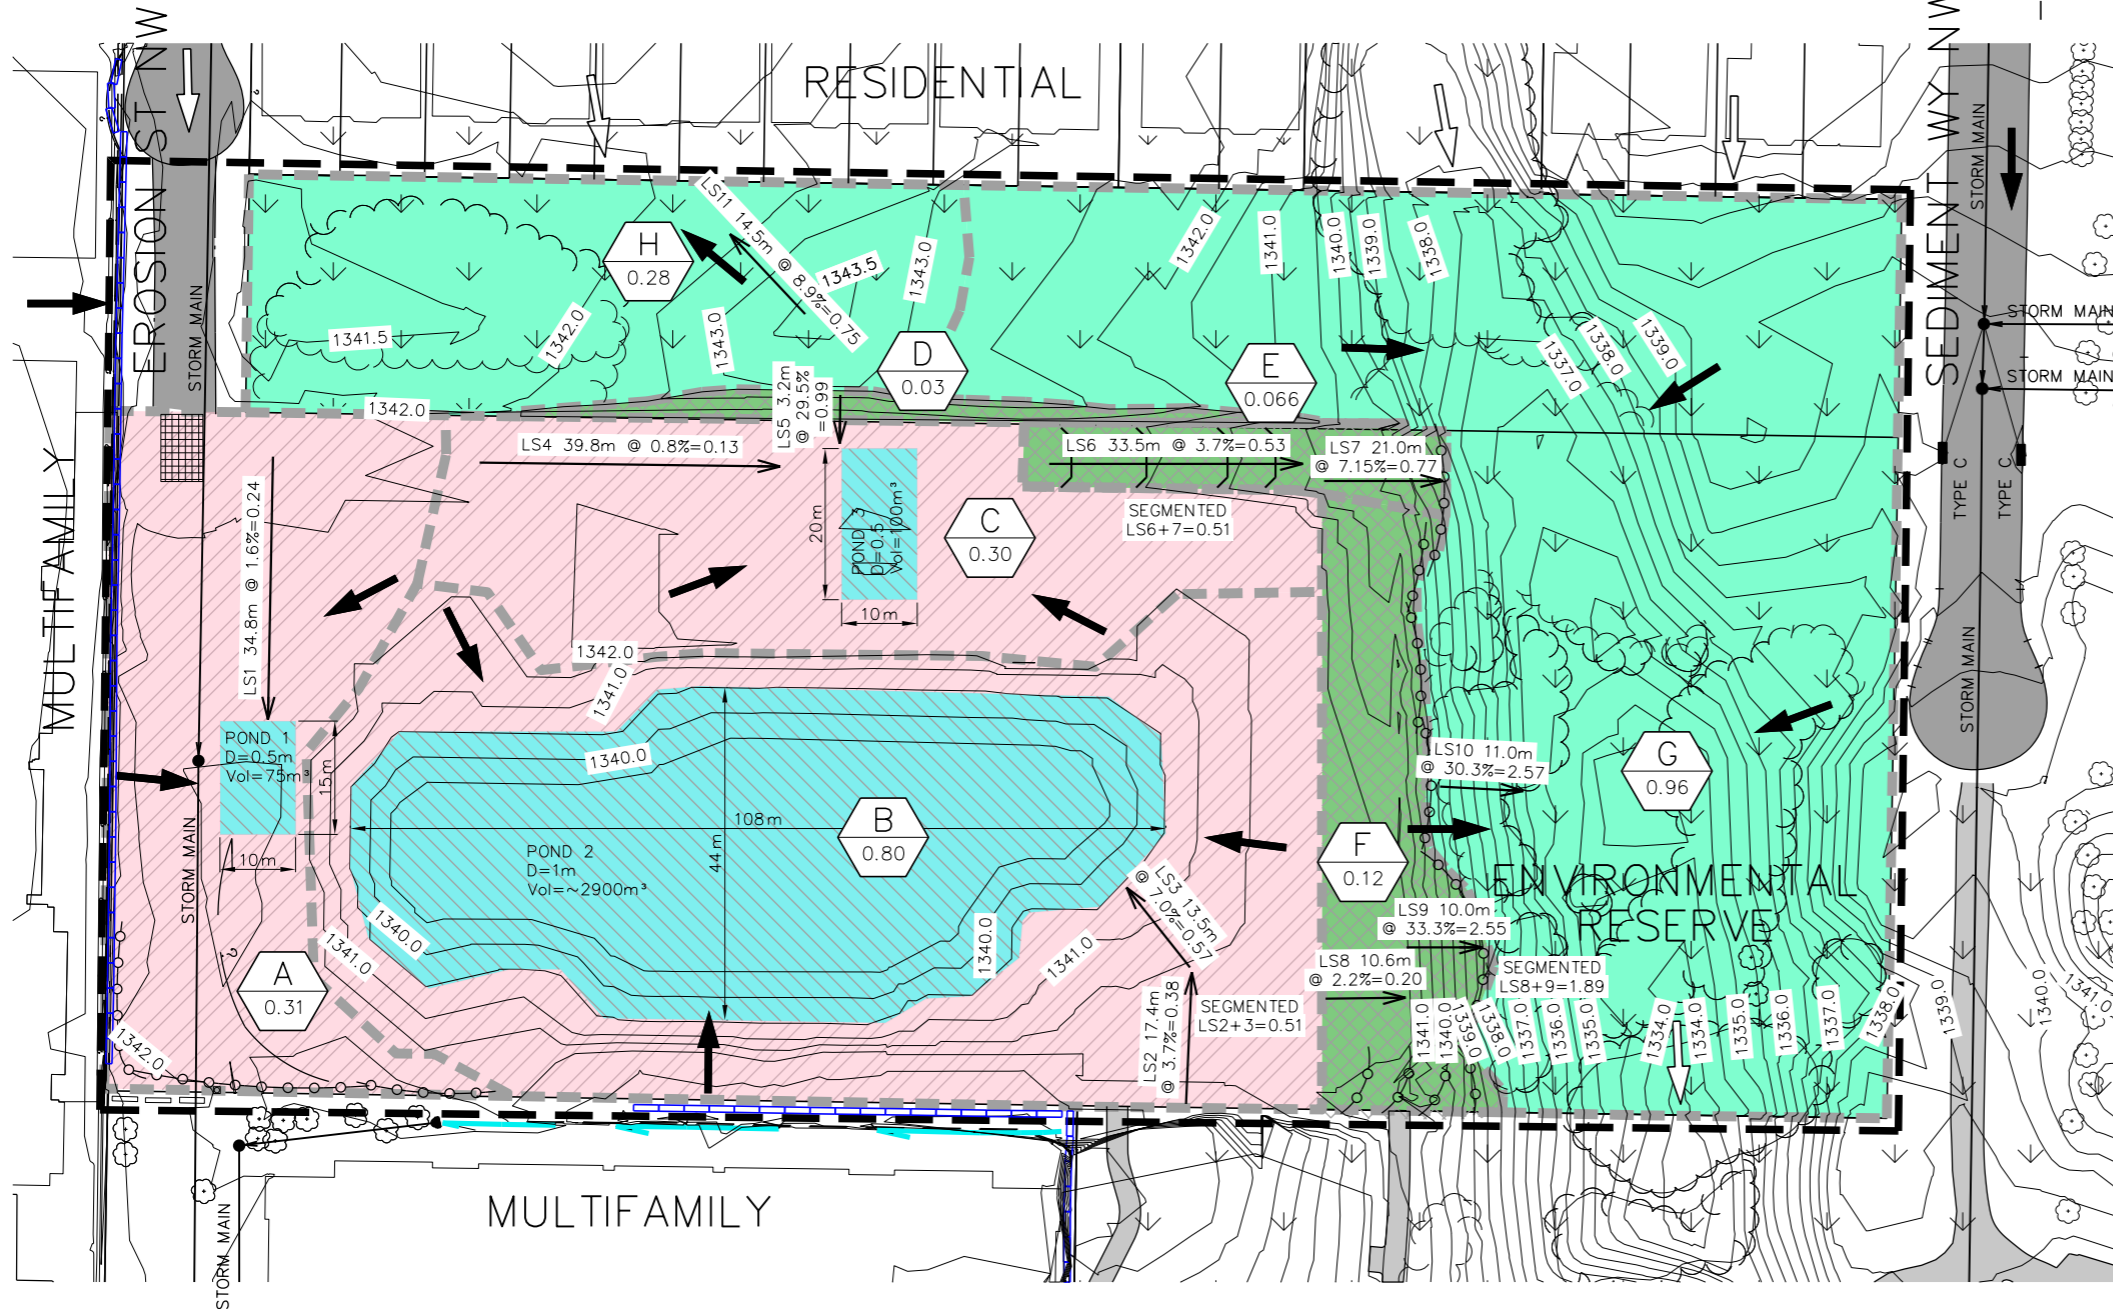 RESIDENTIAL
EROSION ST NW
SEDIMENT WY NW
MULTIFAMILY
MULTIFAMILY
ENVIRONMENTAL
RESERVE
STORM MAIN
STORM MAIN
STORM MAIN
STORM MAIN
STORM MAIN
STORM MAIN
STORM MAIN
TYPE C
TYPE C
H
0.28
D
0.03
E
0.066
C
0.30
B
0.80
A
0.31
F
0.12
G
0.96
LS11 14.5m @ 8.9%=0.75
LS5 3.2m
@ 29.5%
=0.99
LS4 39.8m @ 0.8%=0.13
LS6 33.5m @ 3.7%=0.53
LS7 21.0m
@ 7.15%=0.77
SEGMENTED
LS6+7=0.51
LS1 34.8m @ 1.6%=0.24
LS10 11.0m
@ 30.3%=2.57
LS9 10.0m
@ 33.3%=2.55
LS8 10.6m
@ 2.2%=0.20
SEGMENTED
LS8+9=1.89
LS3 13.5m
@ 7.0%=0.57
LS2 17.4m
@ 3.7%=0.38
SEGMENTED
LS2+3=0.51
POND 1
D=0.5m
Vol=75m³
15m
10m
POND 2
D=1m
Vol=~2900m³
108m
44m
POND 3
D=0.5
Vol=100m³
20m
10m
1341.5
1342.0
1343.0
1343.5
1343.0
1342.0
1341.0
1340.0
1339.0
1338.0
1337.0
1338.0
1339.0
1342.0
1342.0
1341.0
1340.0
1340.0
1341.0
1340.0
1341.0
1342.0
1341.0
1340.0
1339.0
1338.0
1337.0
1336.0
1335.0
1334.0
1334.0
1335.0
1336.0
1337.0
1338.0
1339.0
1340.0
1341.0